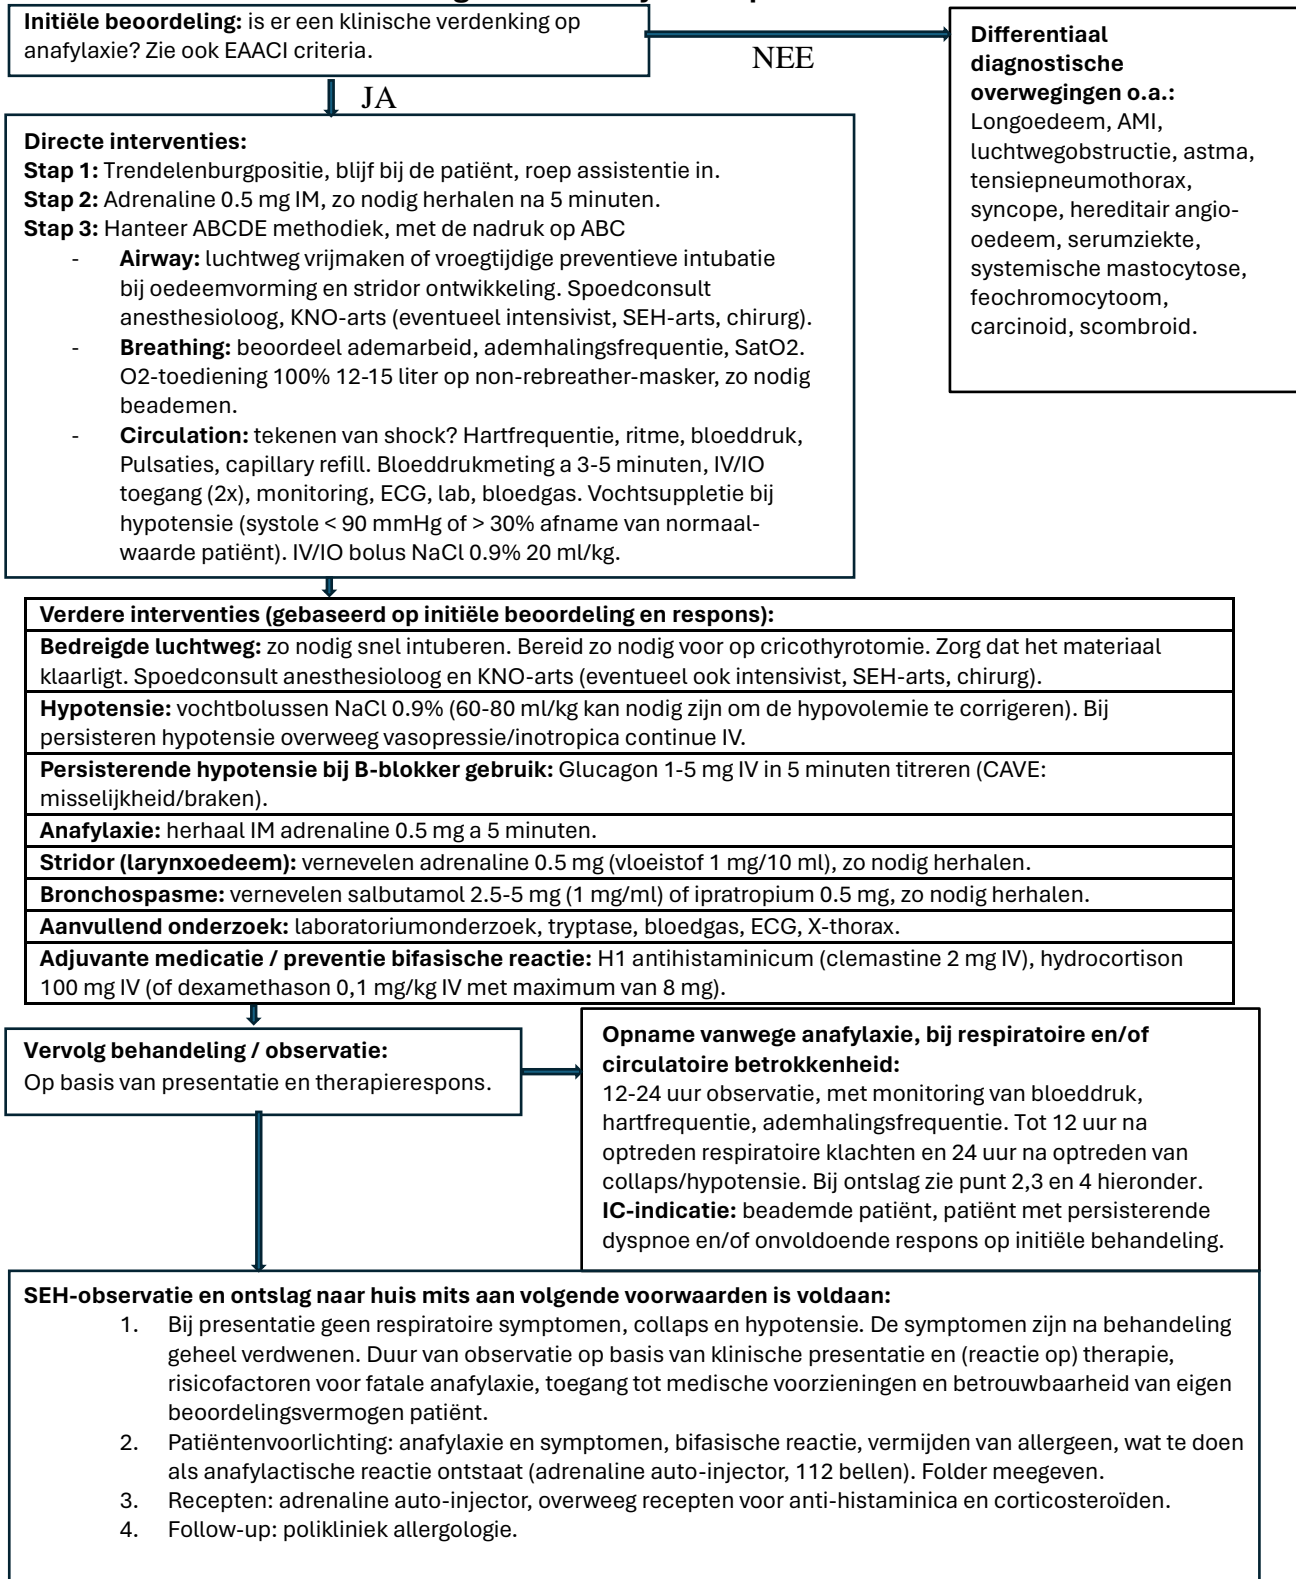 Initiële beoordeling: is er een klinische verdenking op
anafylaxie? Zie ook EAACI criteria.
NEE
JA
Differentiaal
diagnostische
overwegingen o.a.:
Longoedeem, AMI,
luchtwegobstructie, astma,
tensiepneumothorax,
syncope, hereditair angio-
oedeem, serumziekte,
systemische mastocytose,
feochromocytoom,
carcinoid, scombroid.
Directe interventies:
Stap 1: Trendelenburgpositie, blijf bij de patiënt, roep assistentie in.
Stap 2: Adrenaline 0.5 mg IM, zo nodig herhalen na 5 minuten.
Stap 3: Hanteer ABCDE methodiek, met de nadruk op ABC
- Airway: luchtweg vrijmaken of vroegtijdige preventieve intubatie
bij oedeemvorming en stridor ontwikkeling. Spoedconsult
anesthesioloog, KNO-arts (eventueel intensivist, SEH-arts, chirurg).
- Breathing: beoordeel ademarbeid, ademhalingsfrequentie, SatO2.
O2-toediening 100% 12-15 liter op non-rebreather-masker, zo nodig
beademen.
- Circulation: tekenen van shock? Hartfrequentie, ritme, bloeddruk,
Pulsaties, capillary refill. Bloeddrukmeting a 3-5 minuten, IV/IO
toegang (2x), monitoring, ECG, lab, bloedgas. Vochtsuppletie bij
hypotensie (systole < 90 mmHg of > 30% afname van normaal-
waarde patiënt). IV/IO bolus NaCl 0.9% 20 ml/kg.
Verdere interventies (gebaseerd op initiële beoordeling en respons):
Bedreigde luchtweg: zo nodig snel intuberen. Bereid zo nodig voor op cricothyrotomie. Zorg dat het materiaal
klaarligt. Spoedconsult anesthesioloog en KNO-arts (eventueel ook intensivist, SEH-arts, chirurg).
Hypotensie: vochtbolussen NaCl 0.9% (60-80 ml/kg kan nodig zijn om de hypovolemie te corrigeren). Bij
persisteren hypotensie overweeg vasopressie/inotropica continue IV.
Persisterende hypotensie bij B-blokker gebruik: Glucagon 1-5 mg IV in 5 minuten titreren (CAVE:
misselijkheid/braken).
Anafylaxie: herhaal IM adrenaline 0.5 mg a 5 minuten.
Stridor (larynxoedeem): vernevelen adrenaline 0.5 mg (vloeistof 1 mg/10 ml), zo nodig herhalen.
Bronchospasme: vernevelen salbutamol 2.5-5 mg (1 mg/ml) of ipratropium 0.5 mg, zo nodig herhalen.
Aanvullend onderzoek: laboratoriumonderzoek, tryptase, bloedgas, ECG, X-thorax.
Adjuvante medicatie / preventie bifasische reactie: H1 antihistaminicum (clemastine 2 mg IV), hydrocortison
100 mg IV (of dexamethason 0,1 mg/kg IV met maximum van 8 mg).
Vervolg behandeling / observatie:
Op basis van presentatie en therapierespons.
Opname vanwege anafylaxie, bij respiratoire en/of
circulatoire betrokkenheid:
12-24 uur observatie, met monitoring van bloeddruk,
hartfrequentie, ademhalingsfrequentie. Tot 12 uur na
optreden respiratoire klachten en 24 uur na optreden van
collaps/hypotensie. Bij ontslag zie punt 2,3 en 4 hieronder.
IC-indicatie: beademde patiënt, patiënt met persisterende
dyspnoe en/of onvoldoende respons op initiële behandeling.
SEH-observatie en ontslag naar huis mits aan volgende voorwaarden is voldaan:
1. Bij presentatie geen respiratoire symptomen, collaps en hypotensie. De symptomen zijn na behandeling
geheel verdwenen. Duur van observatie op basis van klinische presentatie en (reactie op) therapie,
risicofactoren voor fatale anafylaxie, toegang tot medische voorzieningen en betrouwbaarheid van eigen
beoordelingsvermogen patiënt.
2. Patiëntenvoorlichting: anafylaxie en symptomen, bifasische reactie, vermijden van allergeen, wat te doen
als anafylactische reactie ontstaat (adrenaline auto-injector, 112 bellen). Folder meegeven.
3. Recepten: adrenaline auto-injector, overweeg recepten voor anti-histaminica en corticosteroïden.
4. Follow-up: polikliniek allergologie.